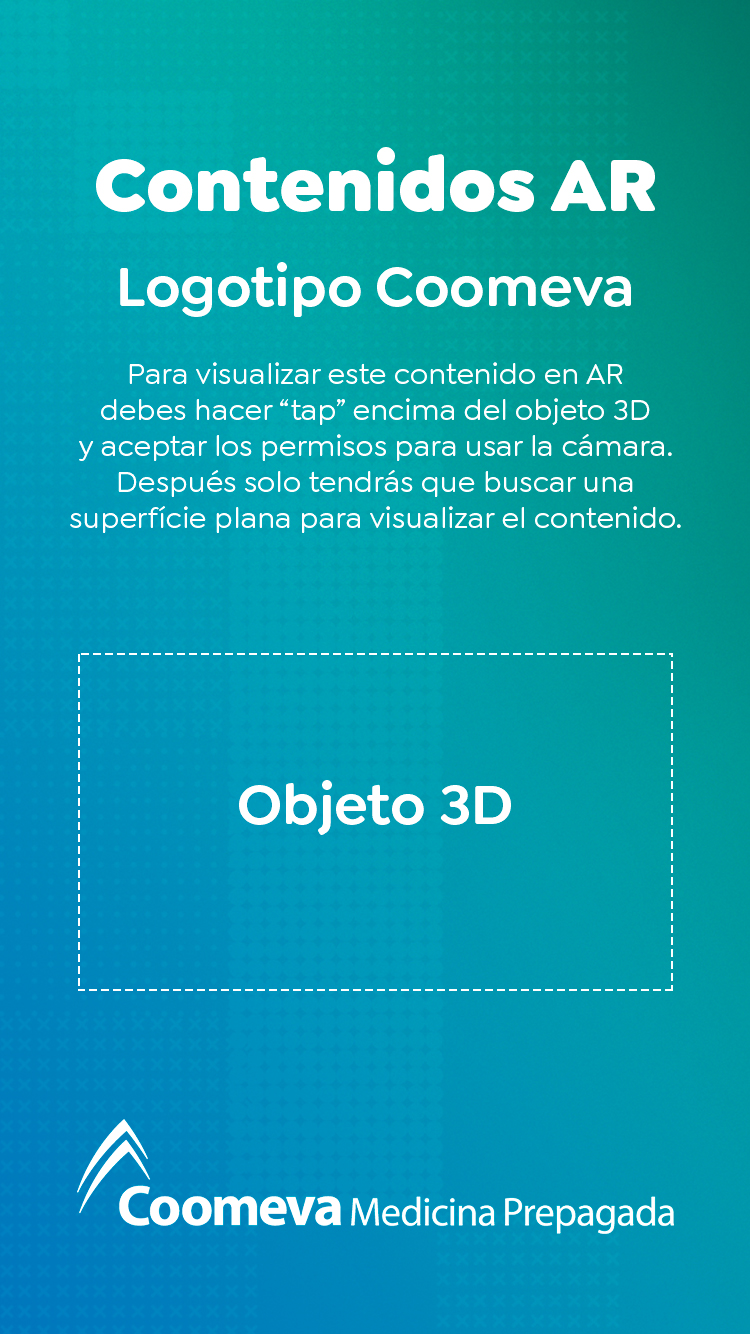 Contenidos AR
Logotipo Coomeva
Para visualizar este contenido en AR
debes hacer “tap” encima del objeto 3D
y aceptar los permisos para usar la cámara.
Después solo tendrás que buscar una
superfície plana para visualizar el contenido.
Objeto 3D
Coomeva Medicina Prepagada